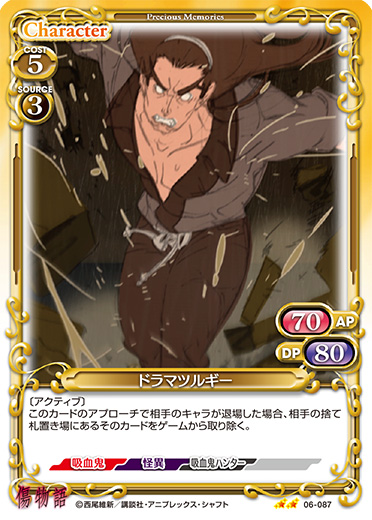 Precious Memories
Character
COST
5
SOURCE
3
70 AP
DP 80
ドラマツルギー
〔アクティブ〕
このカードのアプローチで相手のキャラが退場した場合、相手の捨て
札置き場にあるそのカードをゲームから取り除く。
吸血鬼 怪異 吸血鬼ハンター
傷物語
©西尾維新／講談社・アニプレックス・シャフト
06-087